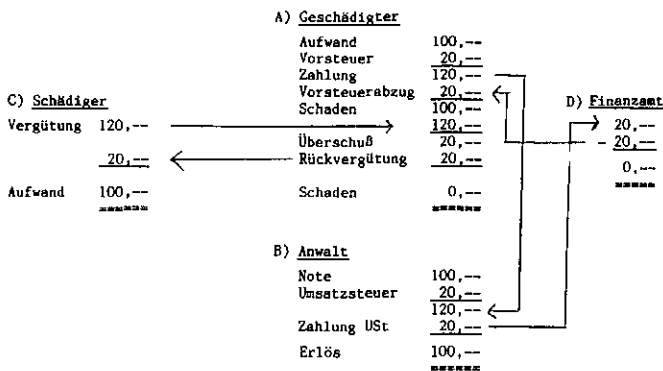 A) Geschädigter
Aufwand 100,--
Vorsteuer 20,--
Zahlung 120,--
Vorsteuerabzug 20,--
Schaden 100,--
120,--
Überschuß 20,--
Rückvergütung 20,--
Schaden 0,--
======
C) Schädiger
Vergütung 120,--
20,--
Aufwand 100,--
======
D) Finanzamt
20,--
- 20,--
0,--
=====
B) Anwalt
Note 100,--
Umsatzsteuer 20,--
120,--
Zahlung USt 20,--
Erlös 100,--
======